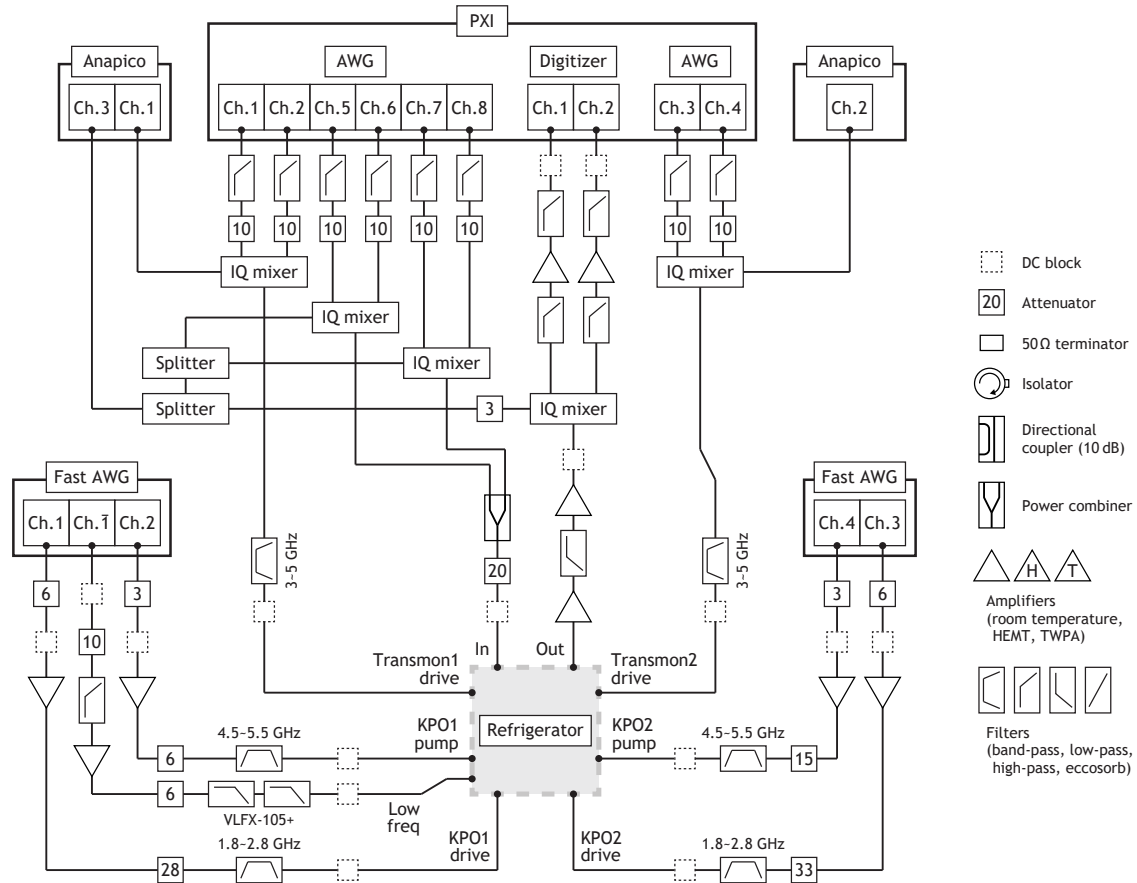 PXI
Anapico
AWG
Digitizer
AWG
Anapico
Ch.3
Ch.1
Ch.1
Ch.2
Ch.5
Ch.6
Ch.7
Ch.8
Ch.1
Ch.2
Ch.3
Ch.4
Ch.2
10
10
10
10
10
10
10
10
IQ mixer
IQ mixer
IQ mixer
Splitter
IQ mixer
Splitter
3
IQ mixer
DC block
20
Attenuator
50 Ω terminator
Isolator
Directional
coupler (10 dB)
Power combiner
H
T
Amplifiers
(room temperature,
HEMT, TWPA)
Filters
(band-pass, low-pass,
high-pass, eccosorb)
Fast AWG
Ch.1
Ch.1̄
Ch.2
Fast AWG
Ch.4
Ch.3
3~5 GHz
20
3~5 GHz
6
3
10
3
6
In
Out
Transmon1
drive
Transmon2
drive
Refrigerator
KPO1
pump
KPO2
pump
4.5~5.5 GHz
6
4.5~5.5 GHz
15
6
VLFX-105+
Low
freq
KPO1
drive
KPO2
drive
1.8~2.8 GHz
28
1.8~2.8 GHz
33